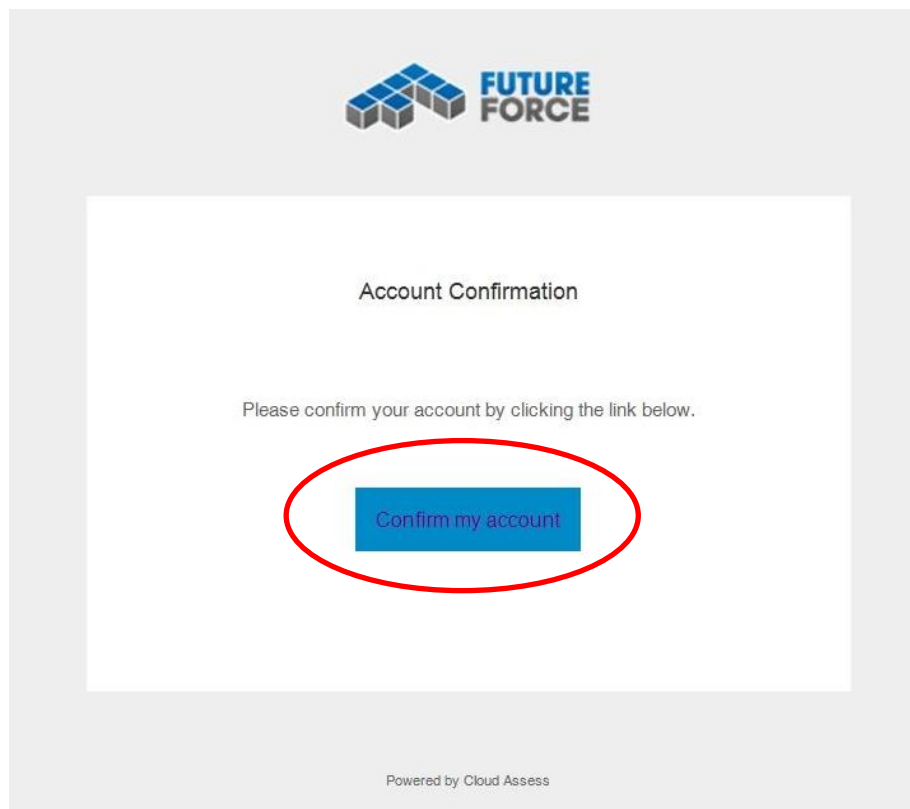 FUTURE
FORCE
Account Confirmation
Please confirm your account by clicking the link below.
Confirm my account
Powered by Cloud Assess